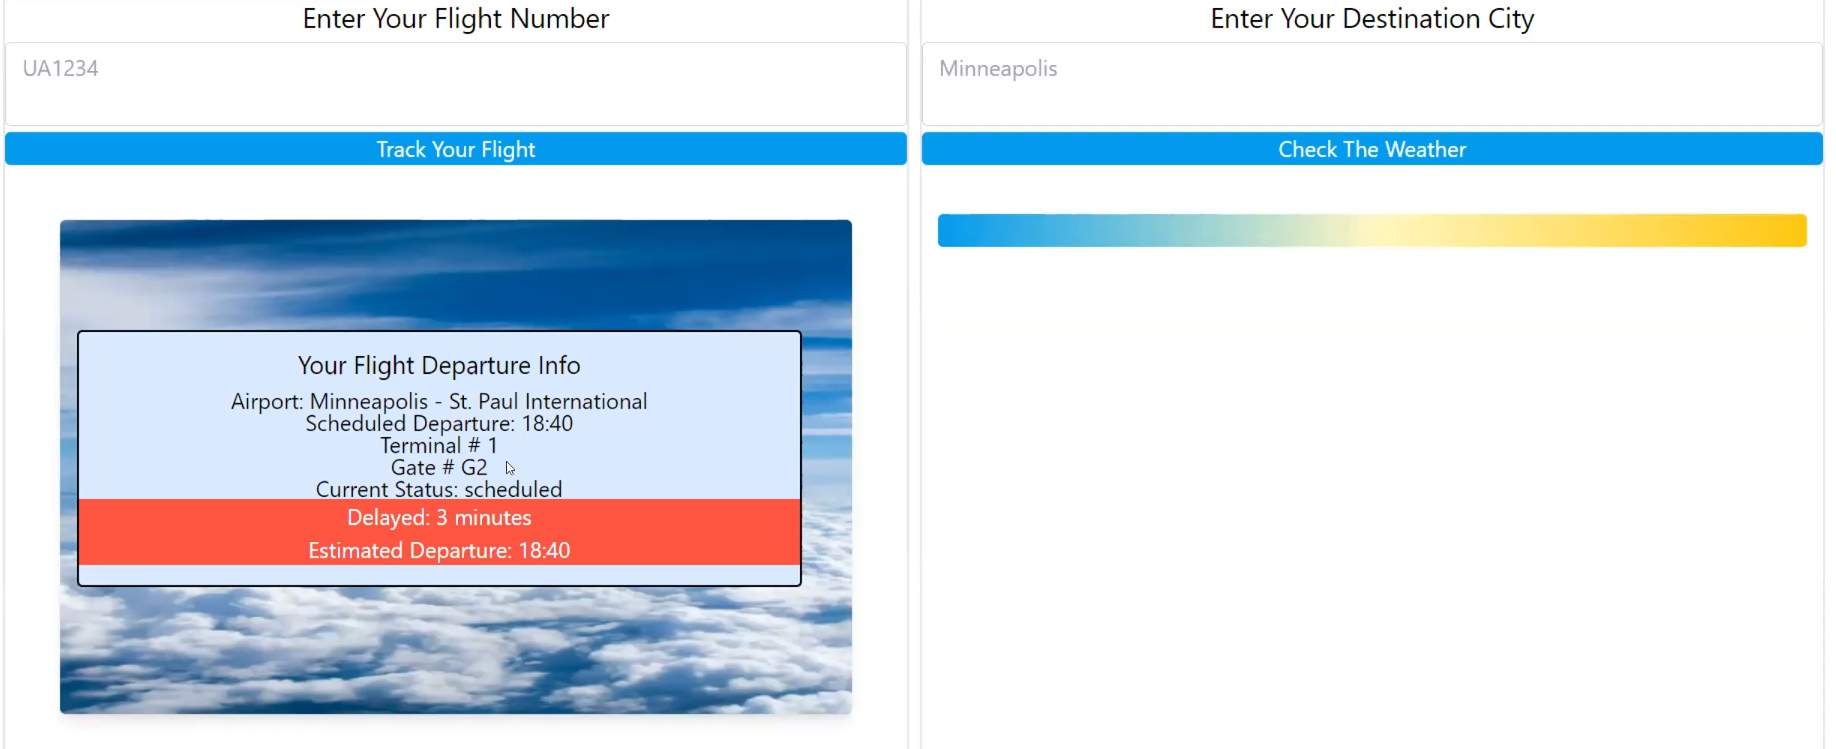 Enter Your Flight Number
UA1234
Track Your Flight
Your Flight Departure Info
Airport: Minneapolis - St. Paul International
Scheduled Departure: 18:40
Terminal # 1
Gate # G2
Current Status: scheduled
Delayed: 3 minutes
Estimated Departure: 18:40
Enter Your Destination City
Minneapolis
Check The Weather